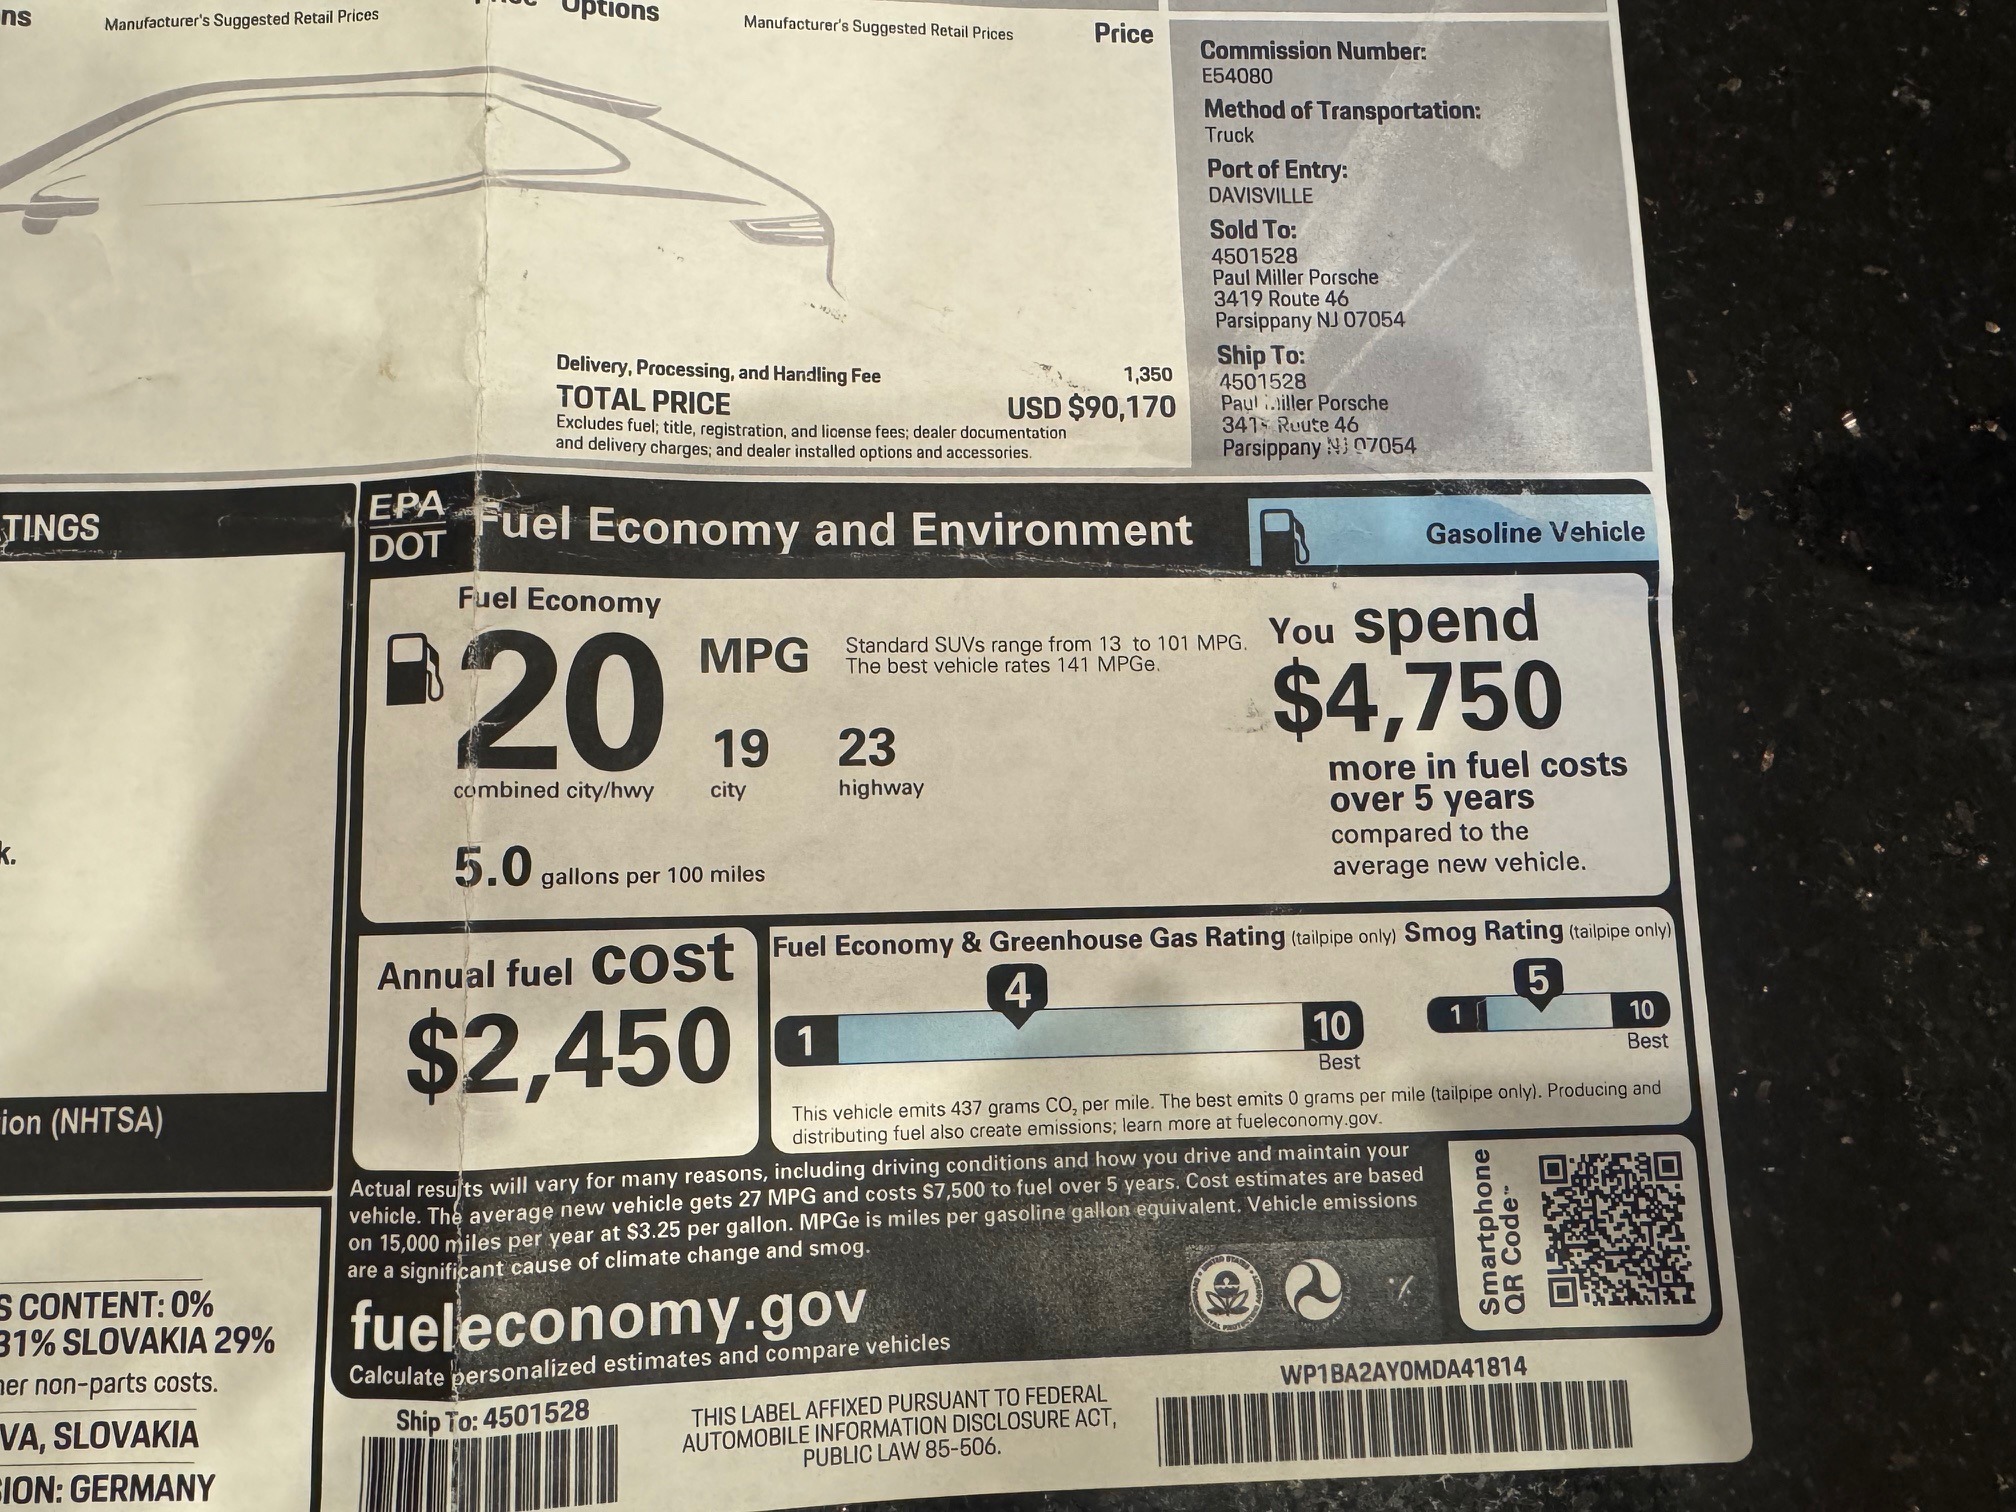 ns
Manufacturer's Suggested Retail Prices
Options
Manufacturer's Suggested Retail Prices
Price
Delivery, Processing, and Handling Fee 1,350
TOTAL PRICE USD $90,170
Excludes fuel; title, registration, and license fees; dealer documentation
and delivery charges; and dealer installed options and accessories.
Commission Number:
E54080
Method of Transportation:
Truck
Port of Entry:
DAVISVILLE
Sold To:
4501528
Paul Miller Porsche
3419 Route 46
Parsippany NJ 07054
Ship To:
4501528
Paul Miller Porsche
3419 Route 46
Parsippany NJ 07054
TINGS
k.
ion (NHTSA)
S CONTENT: 0%
31% SLOVAKIA 29%
her non-parts costs.
VA, SLOVAKIA
SION: GERMANY
EPA
DOT
Fuel Economy and Environment
Gasoline Vehicle
Fuel Economy
20
MPG
Standard SUVs range from 13 to 101 MPG.
The best vehicle rates 141 MPGe.
19 23
combined city/hwy city highway
5.0 gallons per 100 miles
You spend
$4,750
more in fuel costs
over 5 years
compared to the
average new vehicle.
Annual fuel cost
$2,450
Fuel Economy & Greenhouse Gas Rating (tailpipe only) Smog Rating (tailpipe only)
4
1 10
Best
5
1 10
Best
This vehicle emits 437 grams CO₂ per mile. The best emits 0 grams per mile (tailpipe only). Producing and
distributing fuel also create emissions; learn more at fueleconomy.gov.
Actual results will vary for many reasons, including driving conditions and how you drive and maintain your
vehicle. The average new vehicle gets 27 MPG and costs $7,500 to fuel over 5 years. Cost estimates are based
on 15,000 miles per year at $3.25 per gallon. MPGe is miles per gasoline gallon equivalent. Vehicle emissions
are a significant cause of climate change and smog.
fueleconomy.gov
Calculate personalized estimates and compare vehicles
Smartphone
QR Code™
Ship To: 4501528
THIS LABEL AFFIXED PURSUANT TO FEDERAL
AUTOMOBILE INFORMATION DISCLOSURE ACT,
PUBLIC LAW 85-506.
WP1BA2AY0MDA41814